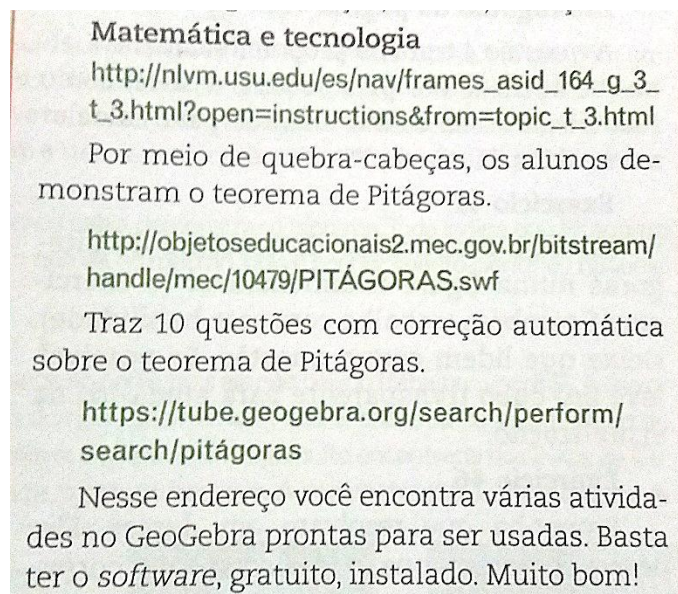 Matemática e tecnologia
http://nlvm.usu.edu/es/nav/frames_asid_164_g_3_
t_3.html?open=instructions&from=topic_t_3.html
Por meio de quebra-cabeças, os alunos de-
monstram o teorema de Pitágoras.
http://objetoseducacionais2.mec.gov.br/bitstream/
handle/mec/10479/PITÁGORAS.swf
Traz 10 questões com correção automática
sobre o teorema de Pitágoras.
https://tube.geogebra.org/search/perform/
search/pitágoras
Nesse endereço você encontra várias ativida-
des no GeoGebra prontas para ser usadas. Basta
ter o software, gratuito, instalado. Muito bom!